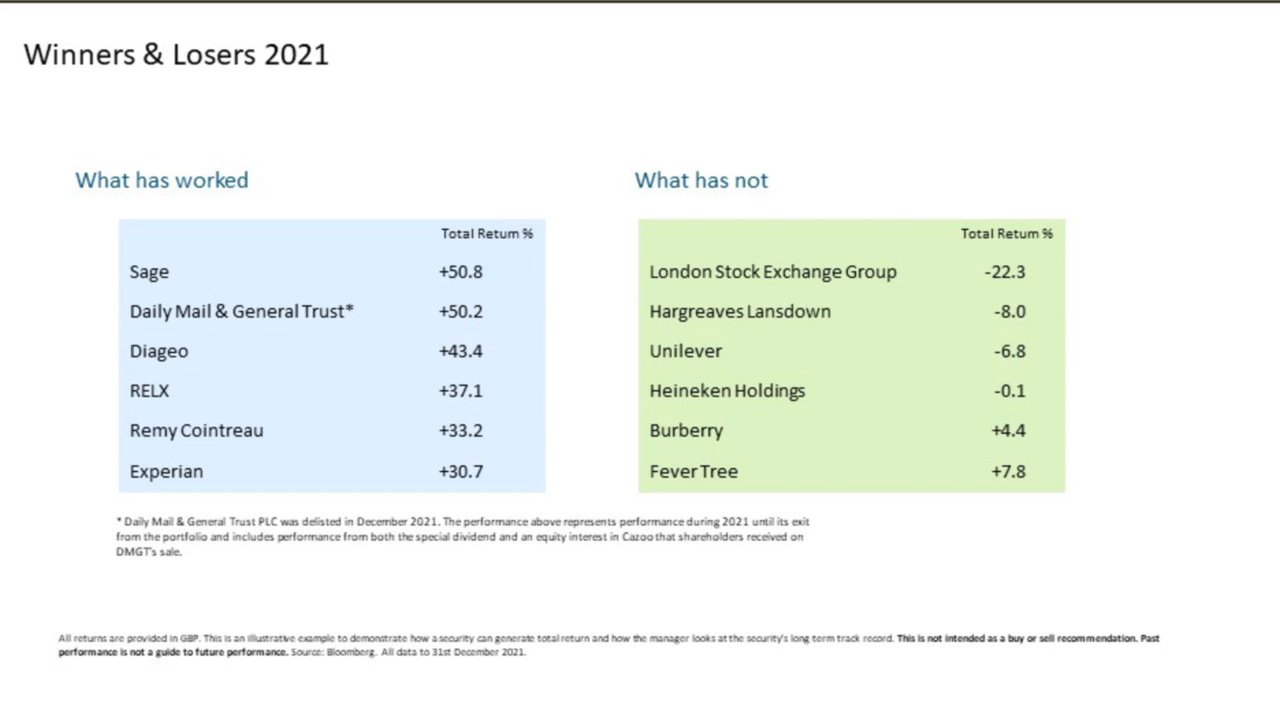 Winners & Losers 2021
What has worked
Total Return %
Sage +50.8
Daily Mail & General Trust* +50.2
Diageo +43.4
RELX +37.1
Remy Cointreau +33.2
Experian +30.7
What has not
Total Return %
London Stock Exchange Group -22.3
Hargreaves Lansdown -8.0
Unilever -6.8
Heineken Holdings -0.1
Burberry +4.4
Fever Tree +7.8
* Daily Mail & General Trust PLC was delisted in December 2021. The performance above represents performance during 2021 until its exit
from the portfolio and includes performance from both the special dividend and an equity interest in Cazoo that shareholders received on
DMGT's sale.
All returns are provided in GBP. This is an illustrative example to demonstrate how a security can generate total return and how the manager looks at the security's long term track record. This is not intended as a buy or sell recommendation. Past
performance is not a guide to future performance. Source: Bloomberg. All data to 31st December 2021.